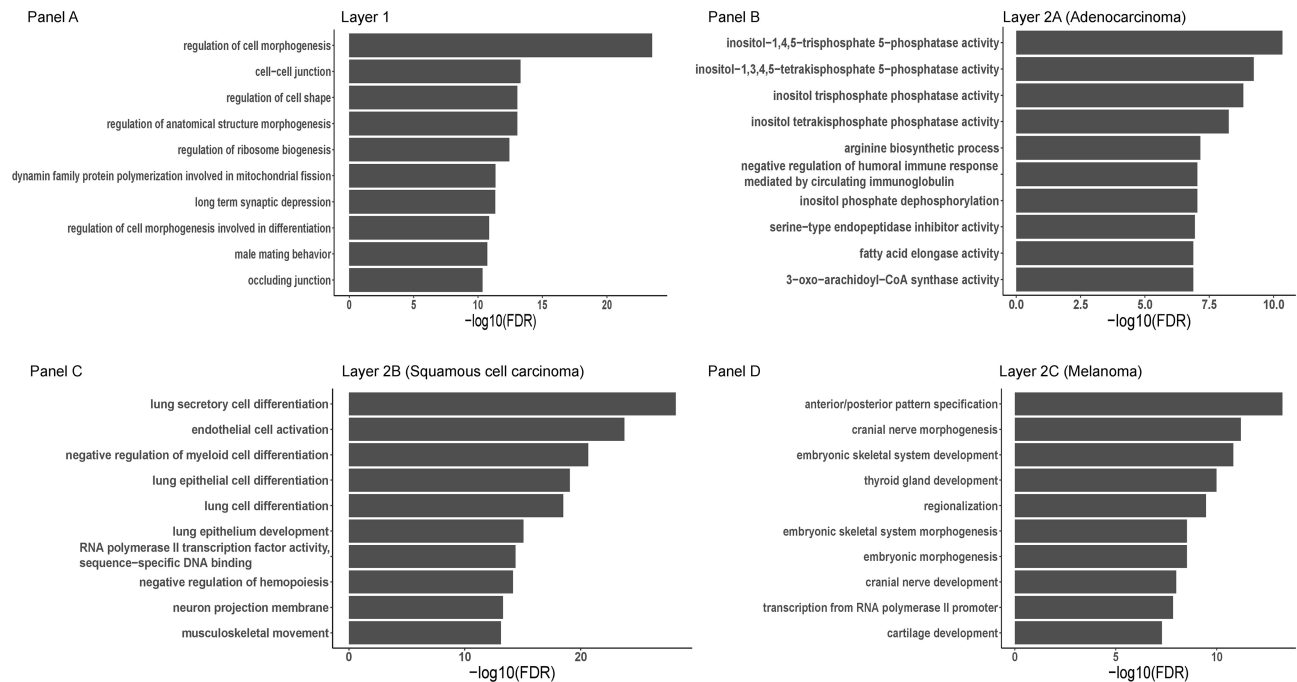 Panel A
Layer 1
regulation of cell morphogenesis
cell−cell junction
regulation of cell shape
regulation of anatomical structure morphogenesis
regulation of ribosome biogenesis
dynamin family protein polymerization involved in mitochondrial fission
long term synaptic depression
regulation of cell morphogenesis involved in differentiation
male mating behavior
occluding junction
0 5 10 15 20
−log10(FDR)
Panel B
Layer 2A (Adenocarcinoma)
inositol−1,4,5−trisphosphate 5−phosphatase activity
inositol−1,3,4,5−tetrakisphosphate 5−phosphatase activity
inositol trisphosphate phosphatase activity
inositol tetrakisphosphate phosphatase activity
arginine biosynthetic process
negative regulation of humoral immune response
mediated by circulating immunoglobulin
inositol phosphate dephosphorylation
serine−type endopeptidase inhibitor activity
fatty acid elongase activity
3−oxo−arachidoyl−CoA synthase activity
0.0 2.5 5.0 7.5 10.0
−log10(FDR)
Panel C
Layer 2B (Squamous cell carcinoma)
lung secretory cell differentiation
endothelial cell activation
negative regulation of myeloid cell differentiation
lung epithelial cell differentiation
lung cell differentiation
lung epithelium development
RNA polymerase II transcription factor activity,
sequence−specific DNA binding
negative regulation of hemopoiesis
neuron projection membrane
musculoskeletal movement
0 10 20
−log10(FDR)
Panel D
Layer 2C (Melanoma)
anterior/posterior pattern specification
cranial nerve morphogenesis
embryonic skeletal system development
thyroid gland development
regionalization
embryonic skeletal system morphogenesis
embryonic morphogenesis
cranial nerve development
transcription from RNA polymerase II promoter
cartilage development
0 5 10
−log10(FDR)